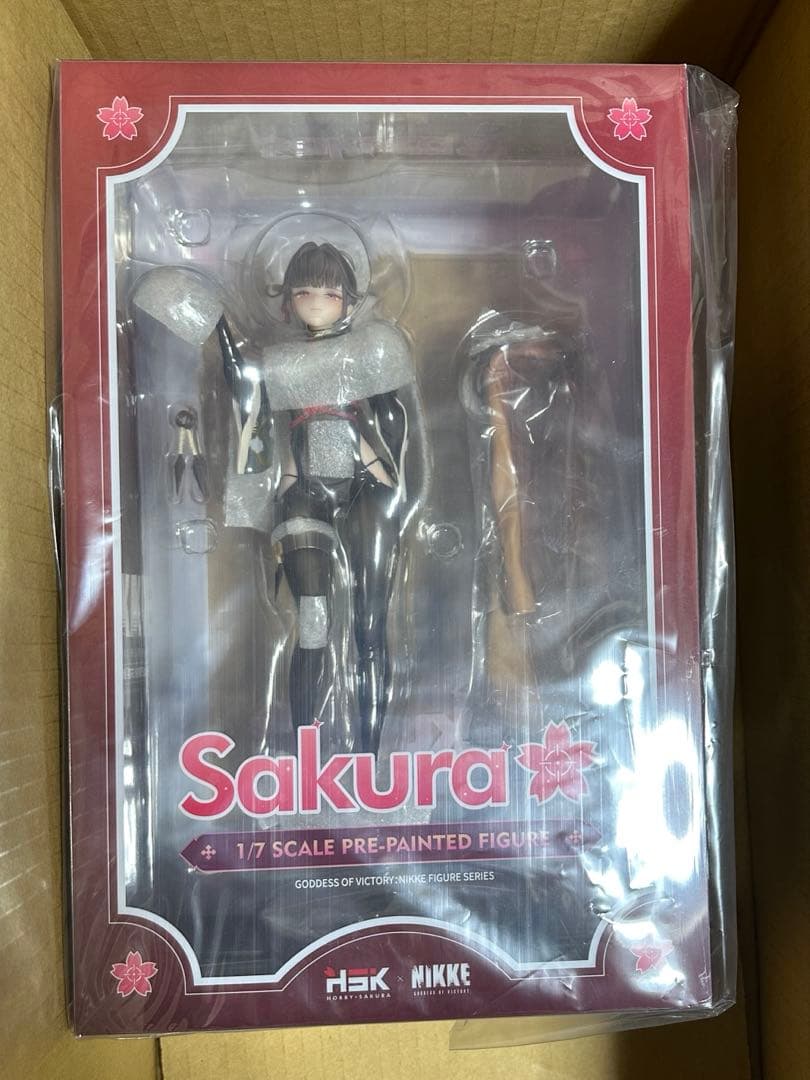 Sakura
1/7 SCALE PRE-PAINTED FIGURE
GODDESS OF VICTORY:NIKKE FIGURE SERIES
HSK × NIKKE
HOBBY-SAKURA GODDESS OF VICTORY